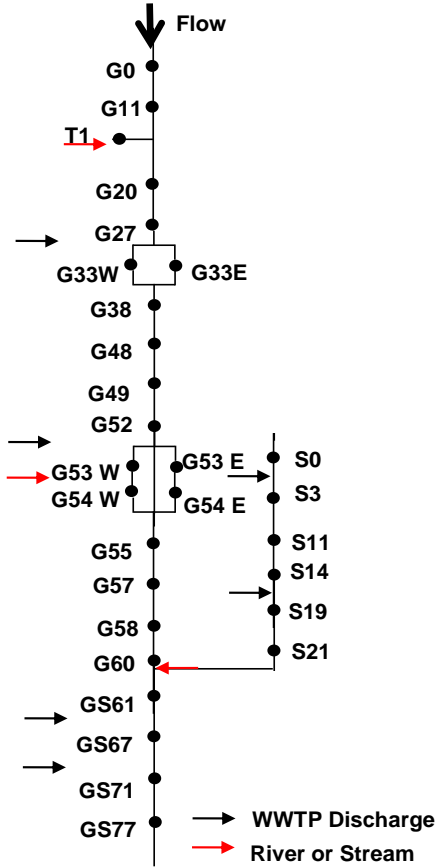 Flow
G0
G11
T1
G20
G27
G33W
G33E
G38
G48
G49
G52
G53 W
G53 E
G54 W
G54 E
S0
S3
S11
S14
S19
S21
G55
G57
G58
G60
GS61
GS67
GS71
GS77
WWTP Discharge
River or Stream